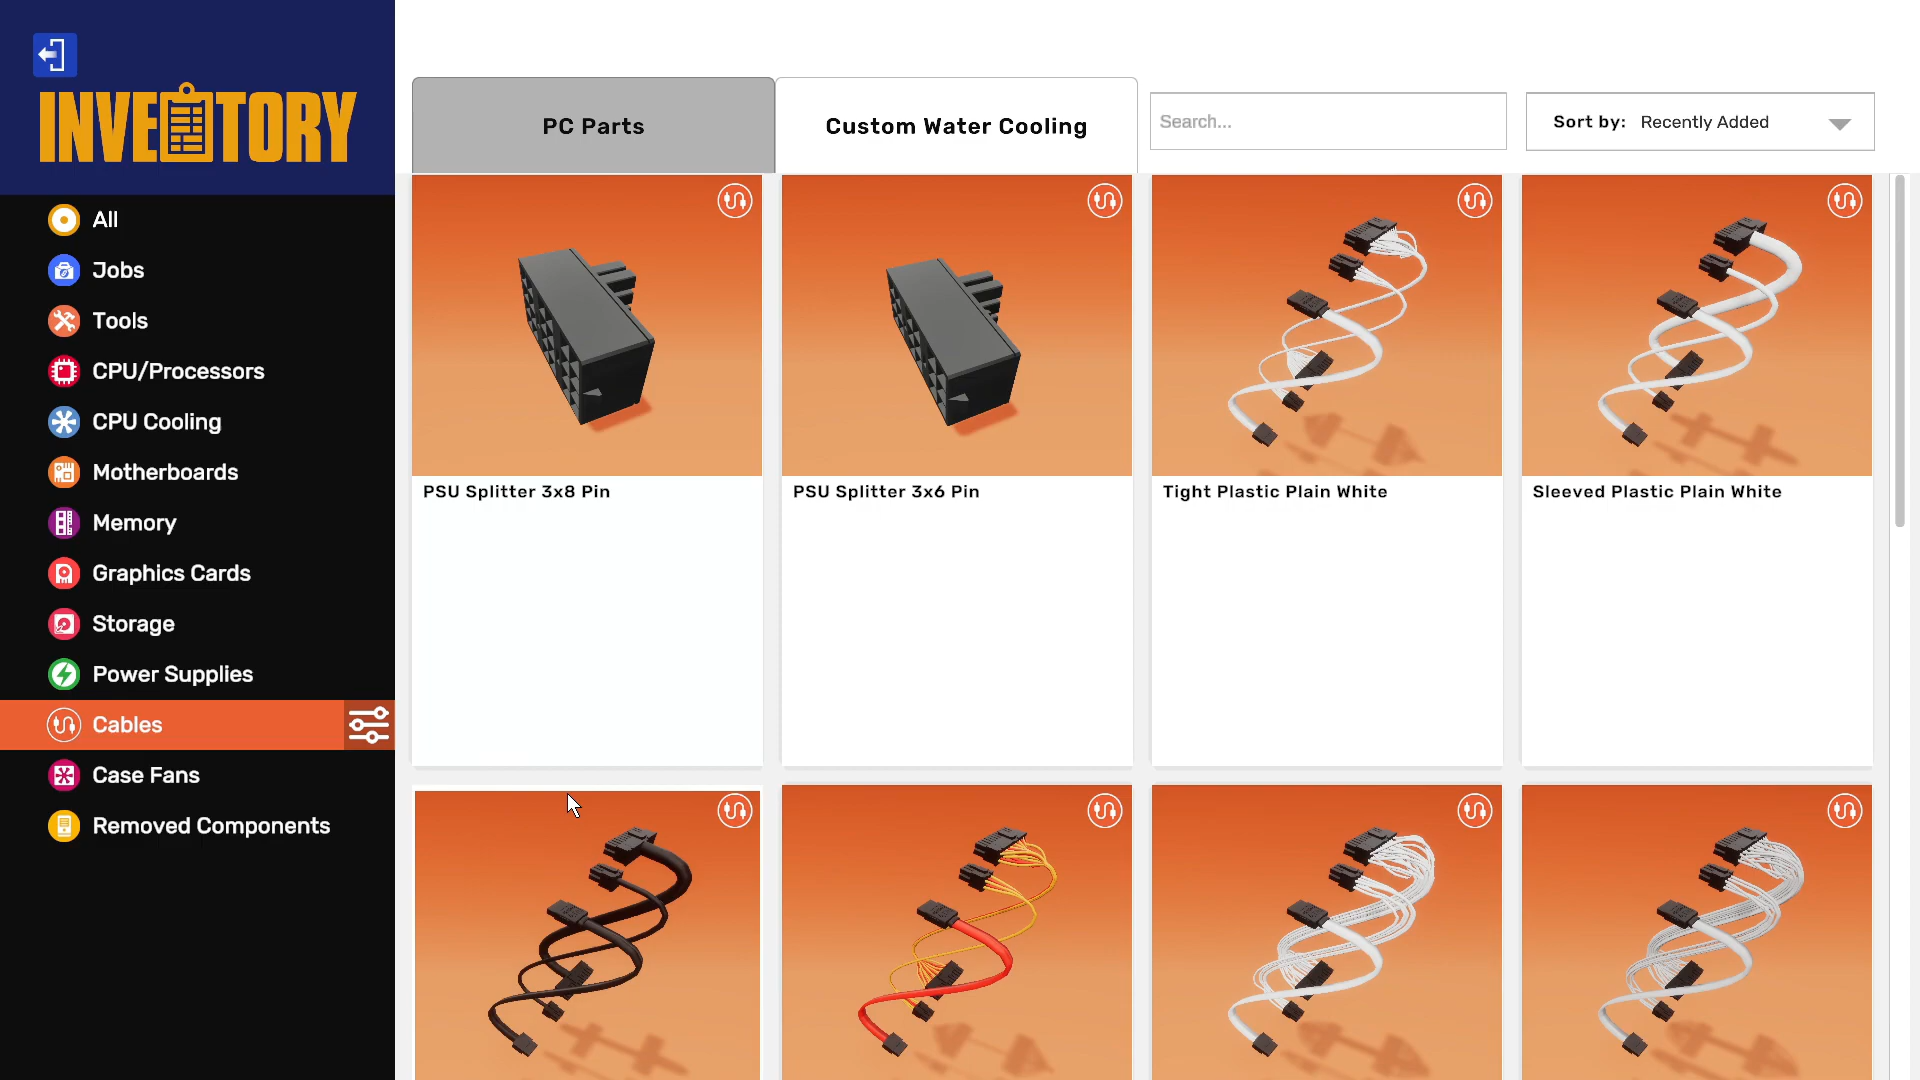 INVENTORY
All
Jobs
Tools
CPU/Processors
CPU Cooling
Motherboards
Memory
Graphics Cards
Storage
Power Supplies
Cables
Case Fans
Removed Components
PC Parts
Custom Water Cooling
Search...
Sort by: Recently Added
PSU Splitter 3x8 Pin
PSU Splitter 3x6 Pin
Tight Plastic Plain White
Sleeved Plastic Plain White